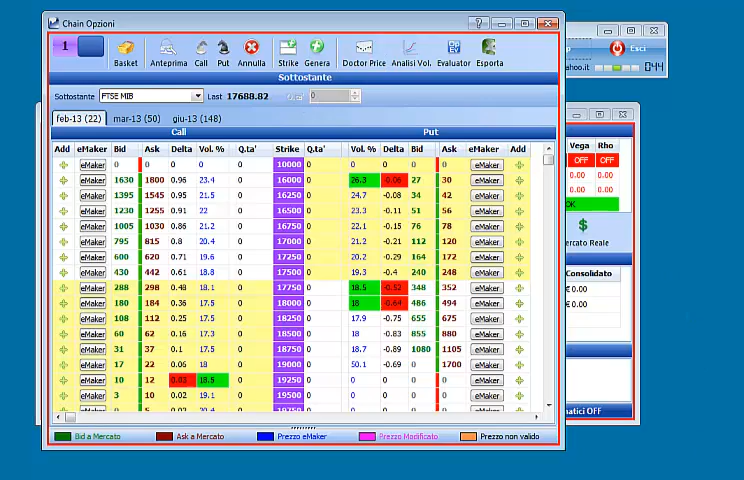 Chain Opzioni
1
Basket Anteprima Call Put Annulla Strike Genera Doctor Price Analisi Vol. Evaluator Esporta
Esci
yahoo.it 044
Sottostante
Sottostante FTSE MIB Last 17688.82 0
feb-13 (22) mar-13 (50) giu-13 (148)
Call Put
Add eMaker Bid Ask Delta Vol. % Q.ta' Strike Q.ta' Vol. % Delta Bid Ask eMaker Add
eMaker 0 0 0 0 10000 0 0 0 eMaker
eMaker 1630 1800 0.96 23.4 0 16000 0 26.3 -0.06 27 30 eMaker
eMaker 1395 1545 0.95 21.5 0 16250 0 24.7 -0.08 34 42 eMaker
eMaker 1230 1255 0.91 22 0 16500 0 23.3 -0.11 51 56 eMaker
eMaker 1005 1030 0.86 21.2 0 16750 0 22.1 -0.15 76 78 eMaker
eMaker 795 815 0.8 20.4 0 17000 0 21.2 -0.21 112 120 eMaker
eMaker 600 620 0.71 19.6 0 17250 0 20.2 -0.29 164 172 eMaker
eMaker 430 442 0.61 18.8 0 17500 0 19.3 -0.4 240 248 eMaker
eMaker 288 298 0.48 18.1 0 17750 0 18.5 -0.52 348 352 eMaker
eMaker 180 184 0.36 17.5 0 18000 0 18 -0.64 486 494 eMaker
eMaker 108 112 0.25 17.5 0 18250 0 17.9 -0.75 655 675 eMaker
eMaker 60 62 0.16 17.3 0 18500 0 18 -0.83 855 880 eMaker
eMaker 31 37 0.1 17.5 0 18750 0 18.7 -0.89 1080 1105 eMaker
eMaker 17 22 0.06 18 0 19000 0 50.1 -0.69 0 1700 eMaker
eMaker 10 12 0.03 18.5 0 19250 0 0 0 eMaker
eMaker 3 10 0.02 19.1 0 19500 0 0 0 eMaker
Bid a Mercato Ask a Mercato Prezzo eMaker Prezzo Modificato Prezzo non valido
Vega Rho
OFF OFF
0.00 0.00
0.00 0.00
OK
$
ercato Reale
Consolidato
€ 0.00
€ 0.00
matici OFF